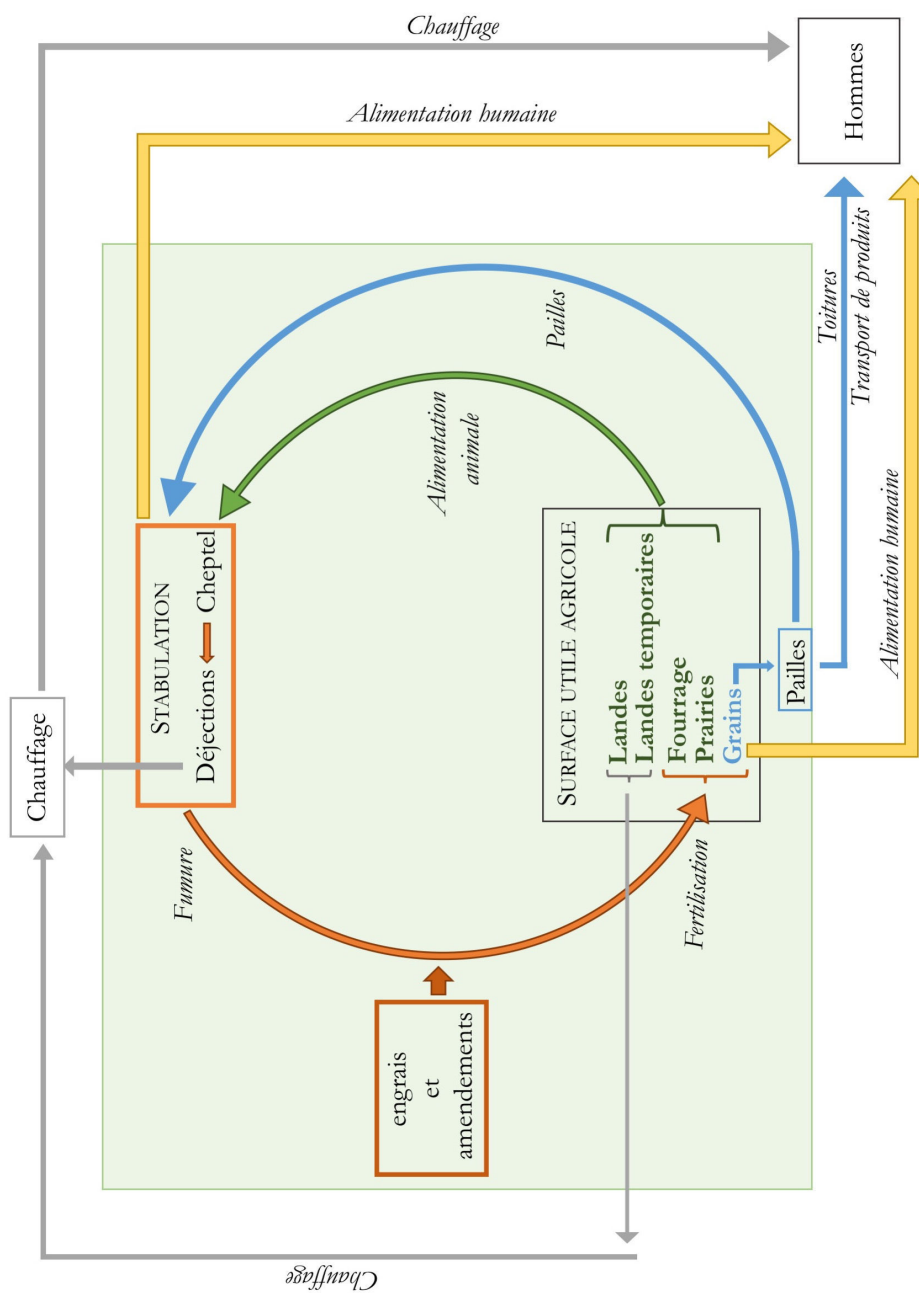 Chauffage
Chauffage
Chauffage
Alimentation humaine
STABULATION
Déjections
Cheptel
Fumure
Pailles
Alimentation
animale
engrais
et
amendements
Fertilisation
SURFACE UTILE AGRICOLE
Landes
Landes temporaires
Fourrage
Prairies
Grains
Pailles
Toitures
Transport de produits
Hommes
Alimentation humaine